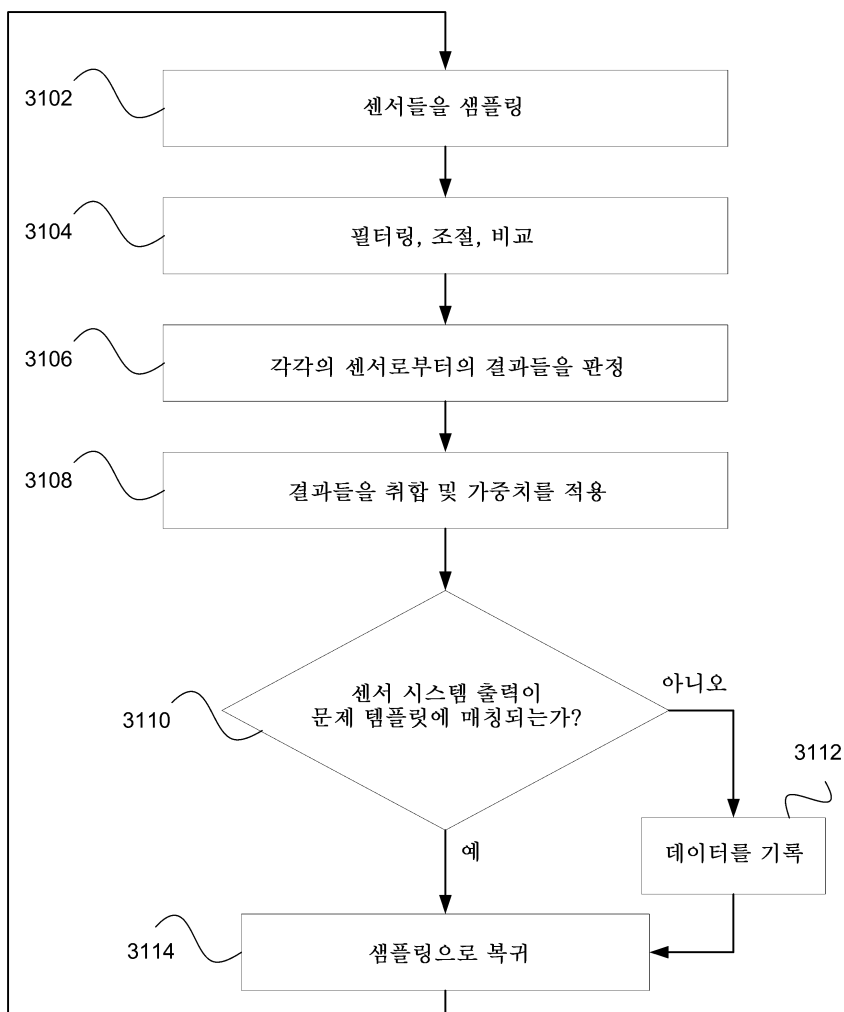 3102
센서들을 샘플링
3104
필터링, 조절, 비교
3106
각각의 센서로부터의 결과들을 판정
3108
결과들을 취합 및 가중치를 적용
3110
센서 시스템 출력이
문제 템플릿에 매칭되는가?
아니오
3112
데이터를 기록
예
3114
샘플링으로 복귀